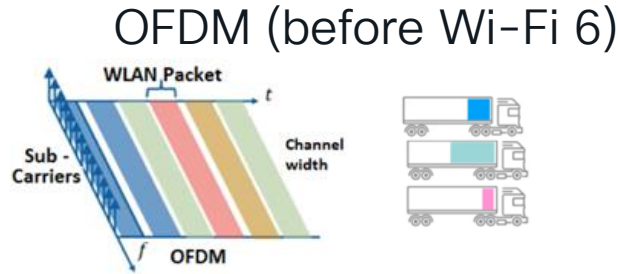 OFDM (before Wi-Fi 6)
WLAN Packet
t
Sub -
Carriers
Channel
width
f
OFDM